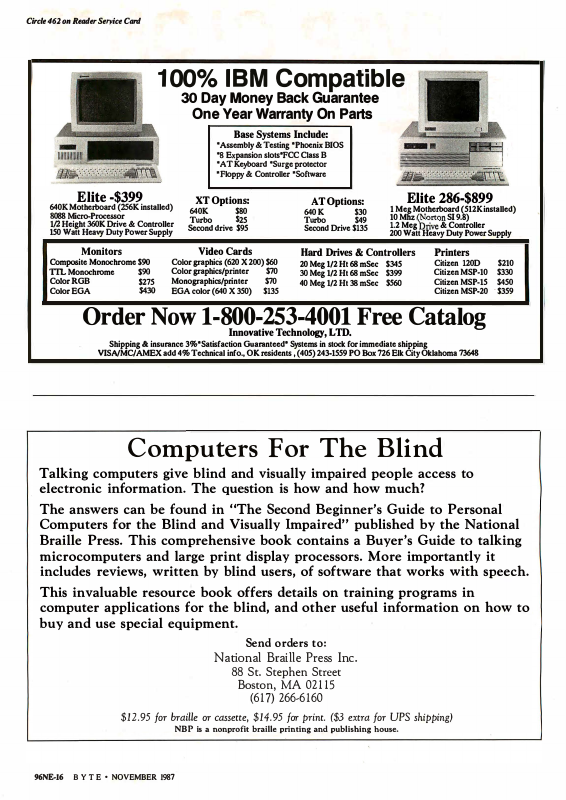 Circle 462 on Reader Service Card
100% IBM Compatible
30 Day Money Back Guarantee
One Year Warranty On Parts
Base Systems Include:
*Assembly & Testing *Phoenix BIOS
*8 Expansion slots*FCC Class B
*AT Keyboard *Surge protector
*Floppy & Controller *Software
Elite -$399
640K Motherboard (256K installed)
8088 Micro-Processor
1/2 Height 360K Drive & Controller
150 Watt Heavy Duty Power Supply
XT Options:
640K $80
Turbo $25
Second drive $95
AT Options:
640 K $30
Turbo $49
Second Drive $135
Elite 286-$899
1 Meg Motherboard (512K installed)
10 Mhz (Norton SI 9.8)
1.2 Meg Drive & Controller
200 Watt Heavy Duty Power Supply
Monitors
Composite Monochrome $90
TTL Monochrome $90
Color RGB $275
Color EGA $430
Video Cards
Color graphics (620 X 200) $60
Color graphics/printer $70
Monographics/printer $70
EGA color (640 X 350) $135
Hard Drives & Controllers
20 Meg 1/2 Ht 68 mSec $345
30 Meg 1/2 Ht 68 mSec $399
40 Meg 1/2 Ht 38 mSec $560
Printers
Citizen 120D $210
Citizen MSP-10 $330
Citizen MSP-15 $450
Citizen MSP-20 $359
Order Now 1-800-253-4001 Free Catalog
Innovative Technology, LTD.
Shipping & insurance 3%*Satisfaction Guaranteed* Systems in stock for immediate shipping
VISA/MC/AMEX add 4% Technical info., OK residents , (405) 243-1559 PO Box 726 Elk City Oklahoma 73648
Computers For The Blind
Talking computers give blind and visually impaired people access to
electronic information. The question is how and how much?
The answers can be found in “The Second Beginner’s Guide to Personal
Computers for the Blind and Visually Impaired” published by the National
Braille Press. This comprehensive book contains a Buyer’s Guide to talking
microcomputers and large print display processors. More importantly it
includes reviews, written by blind users, of software that works with speech.
This invaluable resource book offers details on training programs in
computer applications for the blind, and other useful information on how to
buy and use special equipment.
Send orders to:
National Braille Press Inc.
88 St. Stephen Street
Boston, MA 02115
(617) 266-6160
$12.95 for braille or cassette, $14.95 for print. ($3 extra for UPS shipping)
NBP is a nonprofit braille printing and publishing house.
96NE-16 BYTE • NOVEMBER 1987